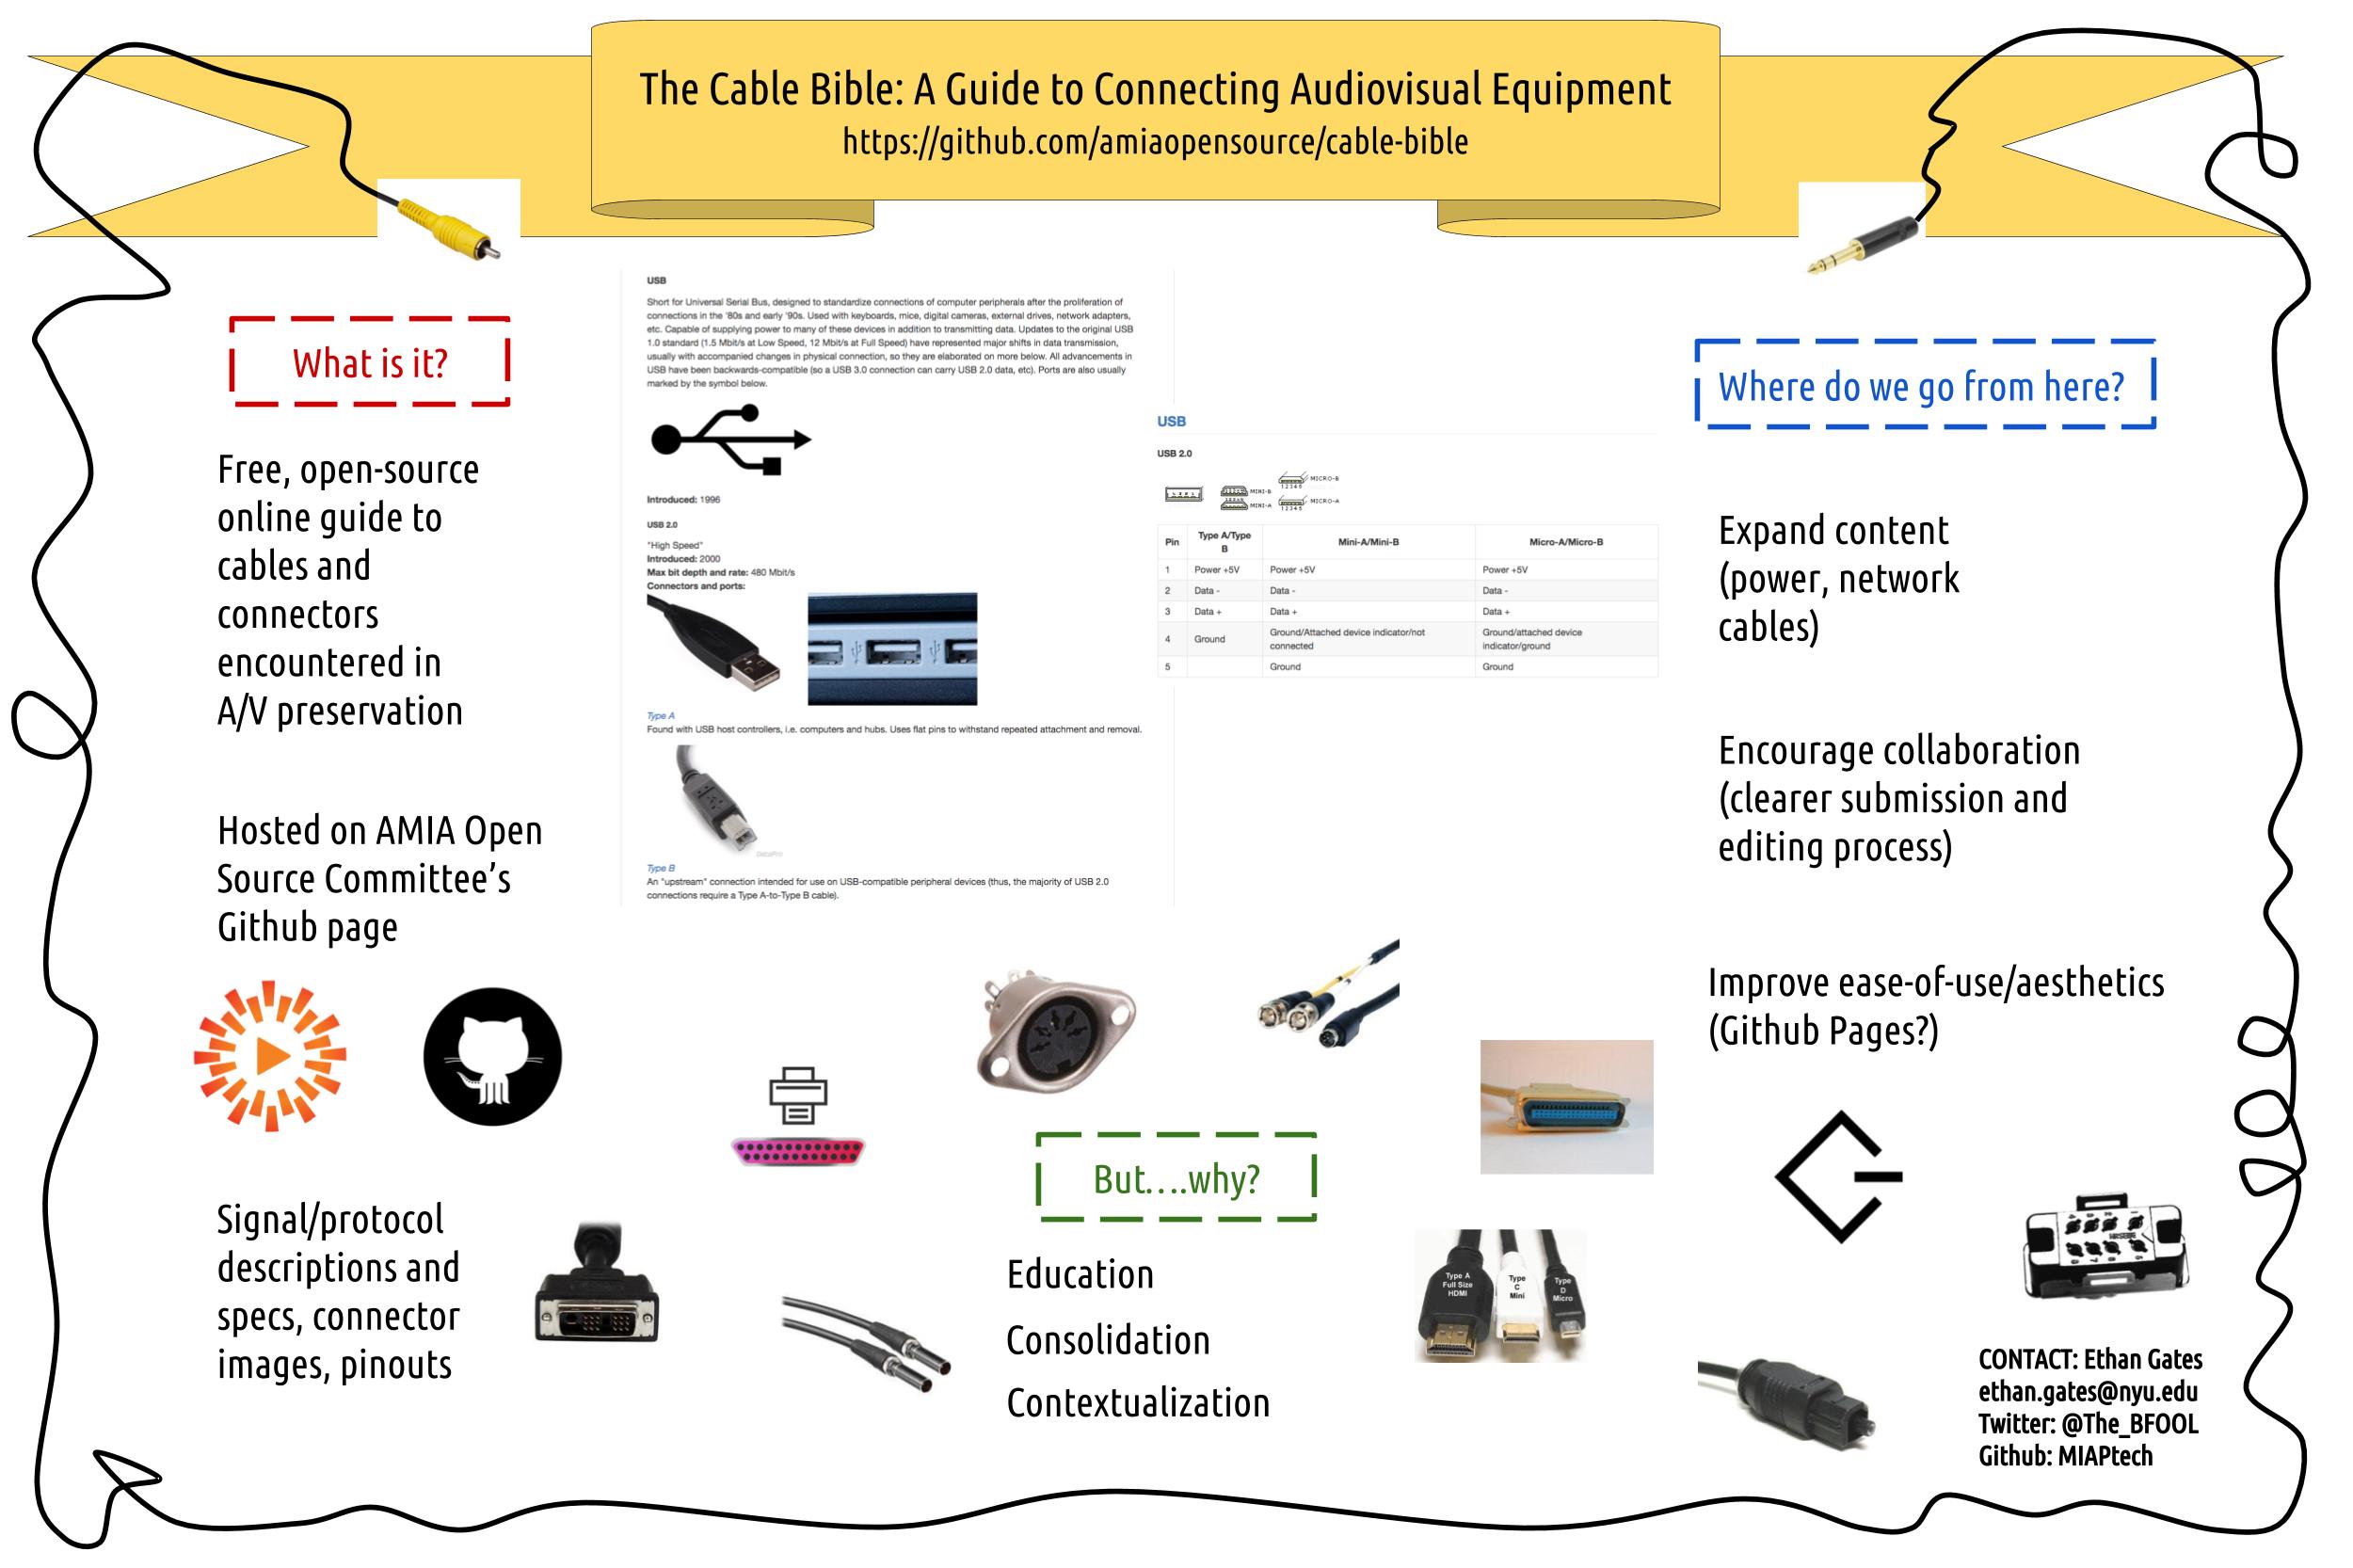 The Cable Bible: A Guide to Connecting Audiovisual Equipment
https://github.com/amiaopensource/cable-bible
What is it?
Free, open-source
online guide to
cables and
connectors
encountered in
A/V preservation
Hosted on AMIA Open
Source Committee’s
Github page
Signal/protocol
descriptions and
specs, connector
images, pinouts
USB
Short for Universal Serial Bus, designed to standardize connections of computer peripherals after the proliferation of
connections in the '80s and early '90s. Used with keyboards, mice, digital cameras, external drives, network adapters,
etc. Capable of supplying power to many of these devices in addition to transmitting data. Updates to the original USB
1.0 standard (1.5 Mbit/s at Low Speed, 12 Mbit/s at Full Speed) have represented major shifts in data transmission,
usually with accompanied changes in physical connection, so they are elaborated on more below. All advancements in
USB have been backwards-compatible (so a USB 3.0 connection can carry USB 2.0 data, etc). Ports are also usually
marked by the symbol below.
Introduced: 1996
USB 2.0
"High Speed"
Introduced: 2000
Max bit depth and rate: 480 Mbit/s
Connectors and ports:
Type A
Found with USB host controllers, i.e. computers and hubs. Uses flat pins to withstand repeated attachment and removal.
DataPro
Type B
An "upstream" connection intended for use on USB-compatible peripheral devices (thus, the majority of USB 2.0
connections require a Type A-to-Type B cable).
USB
USB 2.0
MINI-B
MINI-A
MICRO-B
12345
MICRO-A
12345
Pin Type A/Type B Mini-A/Mini-B Micro-A/Micro-B
1 Power +5V Power +5V Power +5V
2 Data - Data - Data -
3 Data + Data + Data +
4 Ground Ground/Attached device indicator/not connected Ground/attached device indicator/ground
5 Ground Ground
But....why?
Education
Consolidation
Contextualization
Type A
Full Size
HDMI
Type
C
Mini
Type
D
Micro
Where do we go from here?
Expand content
(power, network
cables)
Encourage collaboration
(clearer submission and
editing process)
Improve ease-of-use/aesthetics
(Github Pages?)
CONTACT: Ethan Gates
ethan.gates@nyu.edu
Twitter: @The_BFOOL
Github: MIAPtech